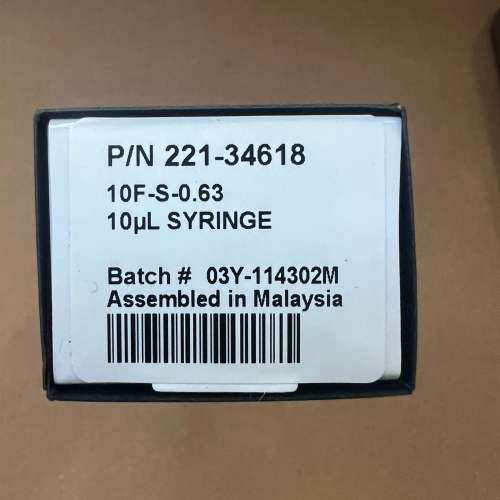 P/N 221-34618
10F-S-0.63
10µL SYRINGE
Batch # 03Y-114302M
Assembled in Malaysia